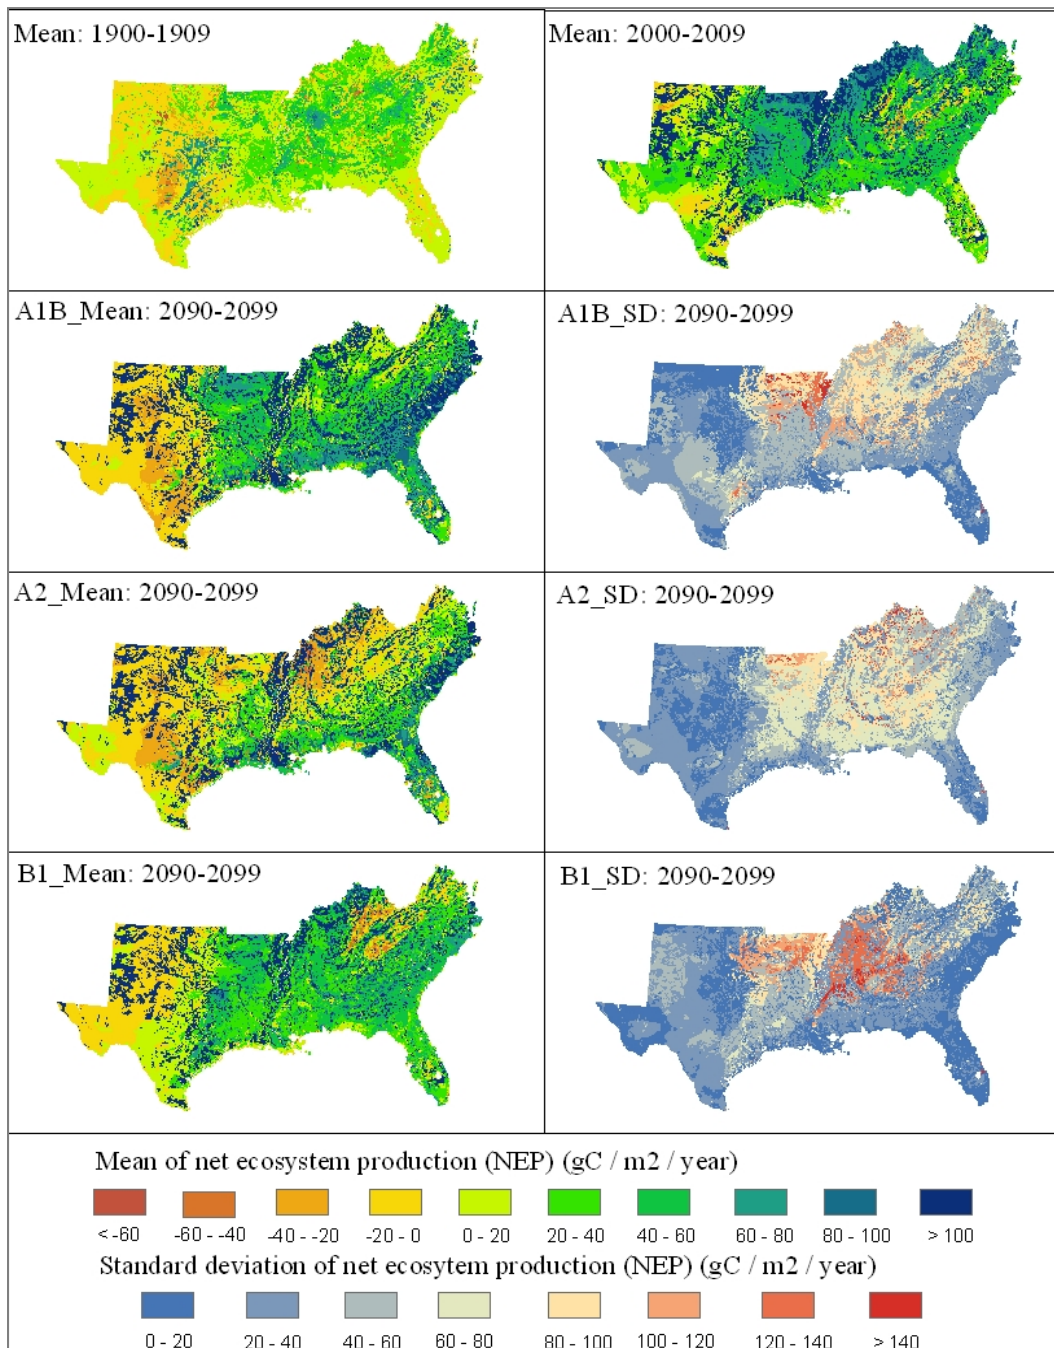 Mean: 1900-1909
Mean: 2000-2009
A1B_Mean: 2090-2099
A1B_SD: 2090-2099
A2_Mean: 2090-2099
A2_SD: 2090-2099
B1_Mean: 2090-2099
B1_SD: 2090-2099
Mean of net ecosystem production (NEP) (gC / m2 / year)
< -60 -60 - -40 -40 - -20 -20 - 0 0 - 20 20 - 40 40 - 60 60 - 80 80 - 100 > 100
Standard deviation of net ecosytem production (NEP) (gC / m2 / year)
0 - 20 20 - 40 40 - 60 60 - 80 80 - 100 100 - 120 120 - 140 > 140